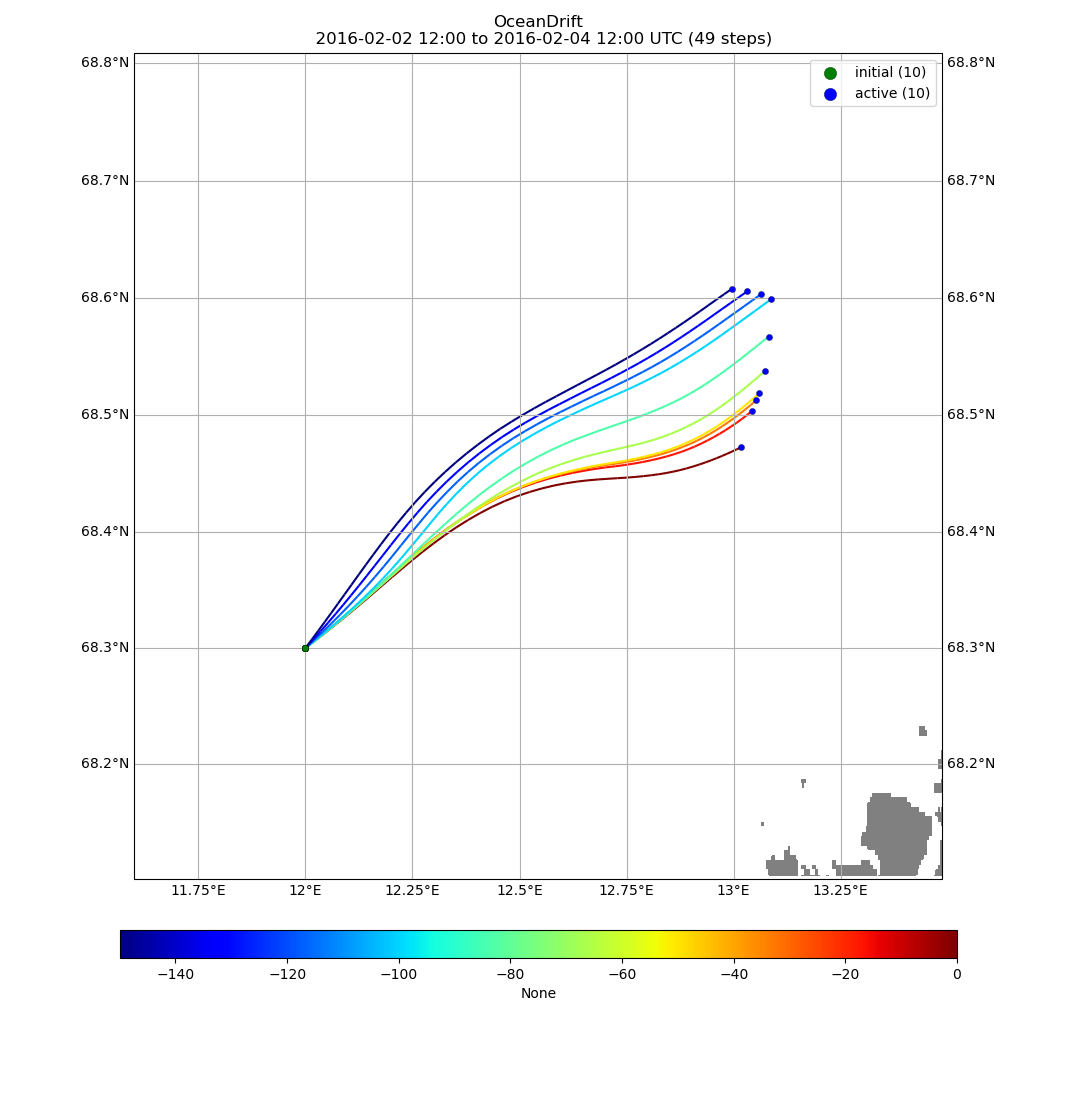 OceanDrift
2016-02-02 12:00 to 2016-02-04 12:00 UTC (49 steps)
initial (10)
active (10)
68.8°N 68.8°N
68.7°N 68.7°N
68.6°N 68.6°N
68.5°N 68.5°N
68.4°N 68.4°N
68.3°N 68.3°N
68.2°N 68.2°N
11.75°E 12°E 12.25°E 12.5°E 12.75°E 13°E 13.25°E
−140 −120 −100 −80 −60 −40 −20 0
None